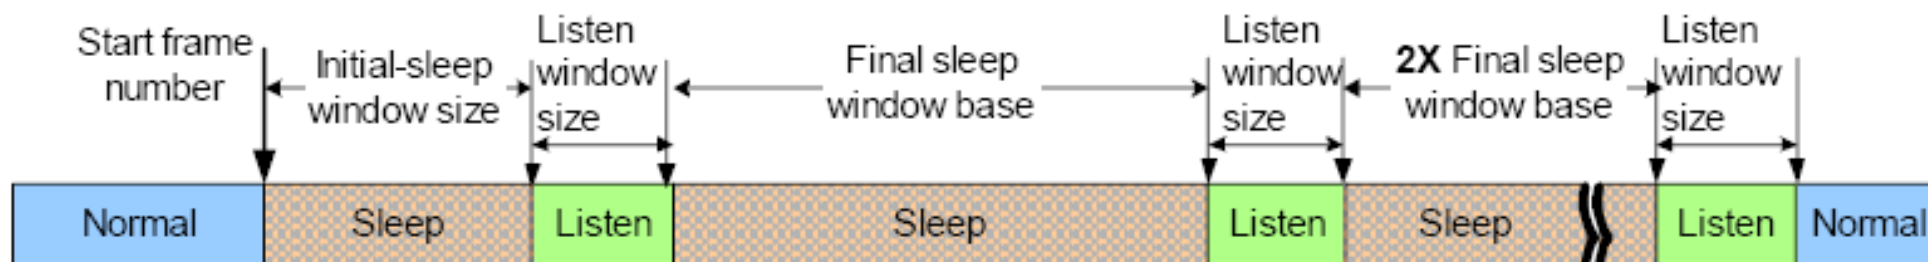 Start frame
number
Initial-sleep
window size
Listen
window
size
Final sleep
window base
Listen
window
size
2X Final sleep
window base
Listen
window
size
Normal
Sleep
Listen
Sleep
Listen
Sleep
Listen
Normal